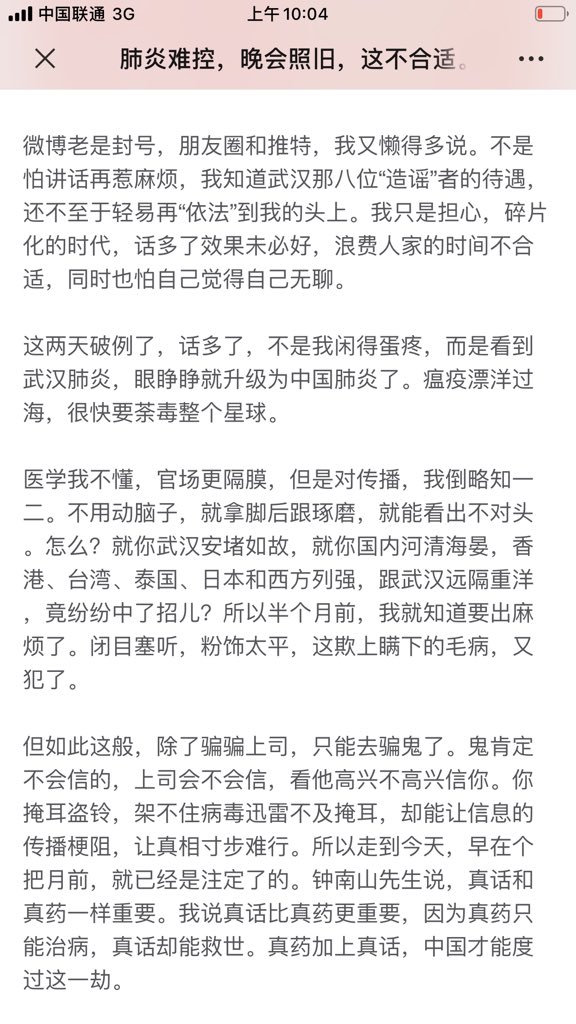 中国联通 3G
上午10:04
肺炎难控，晚会照旧，这不合适。
微博老是封号，朋友圈和推特，我又懒得多说。不是
怕讲话再惹麻烦，我知道武汉那八位“造谣”者的待遇，
还不至于轻易再“依法”到我的头上。我只是担心，碎片
化的时代，话多了效果未必好，浪费人家的时间不合
适，同时也怕自己觉得自己无聊。
这两天破例了，话多了，不是我闲得蛋疼，而是看到
武汉肺炎，眼睁睁就升级为中国肺炎了。瘟疫漂洋过
海，很快要荼毒整个星球。
医学我不懂，官场更隔膜，但是对传播，我倒略知一
二。不用动脑子，就拿脚后跟琢磨，就能看出不对头
。怎么？就你武汉安堵如故，就你国内河清海晏，香
港、台湾、泰国、日本和西方列强，跟武汉远隔重洋
，竟纷纷中了招儿？所以半个月前，我就知道要出麻
烦了。闭目塞听，粉饰太平，这欺上瞒下的毛病，又
犯了。
但如此这般，除了骗骗上司，只能去骗鬼了。鬼肯定
不会信的，上司会不会信，看他高兴不高兴信你。你
掩耳盗铃，架不住病毒迅雷不及掩耳，却能让信息的
传播梗阻，让真相寸步难行。所以走到今天，早在个
把月前，就已经是注定了的。钟南山先生说，真话和
真药一样重要。我说真话比真药更重要，因为真药只
能治病，真话却能救世。真药加上真话，中国才能度
过这一劫。